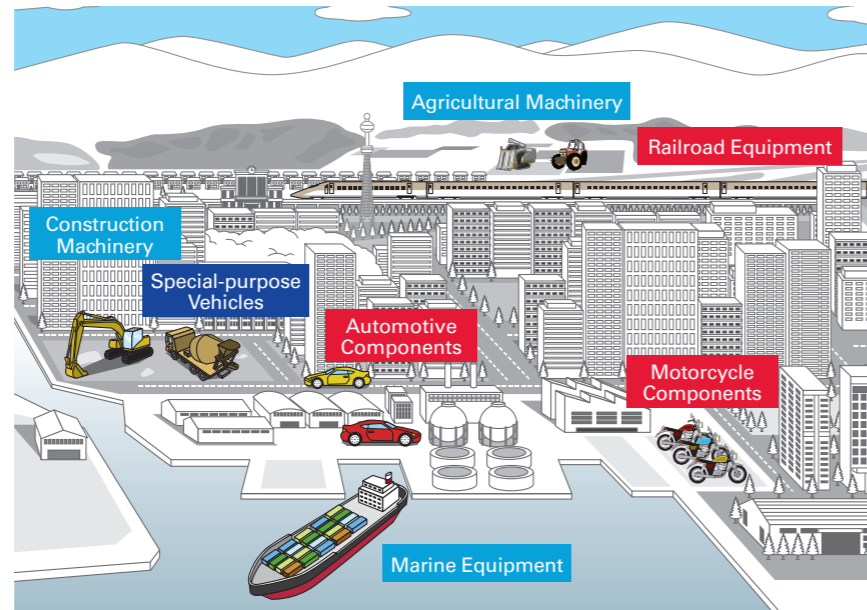 Agricultural Machinery
Railroad Equipment
Construction
Machinery
Special-purpose
Vehicles
Automotive
Components
Motorcycle
Components
Marine Equipment